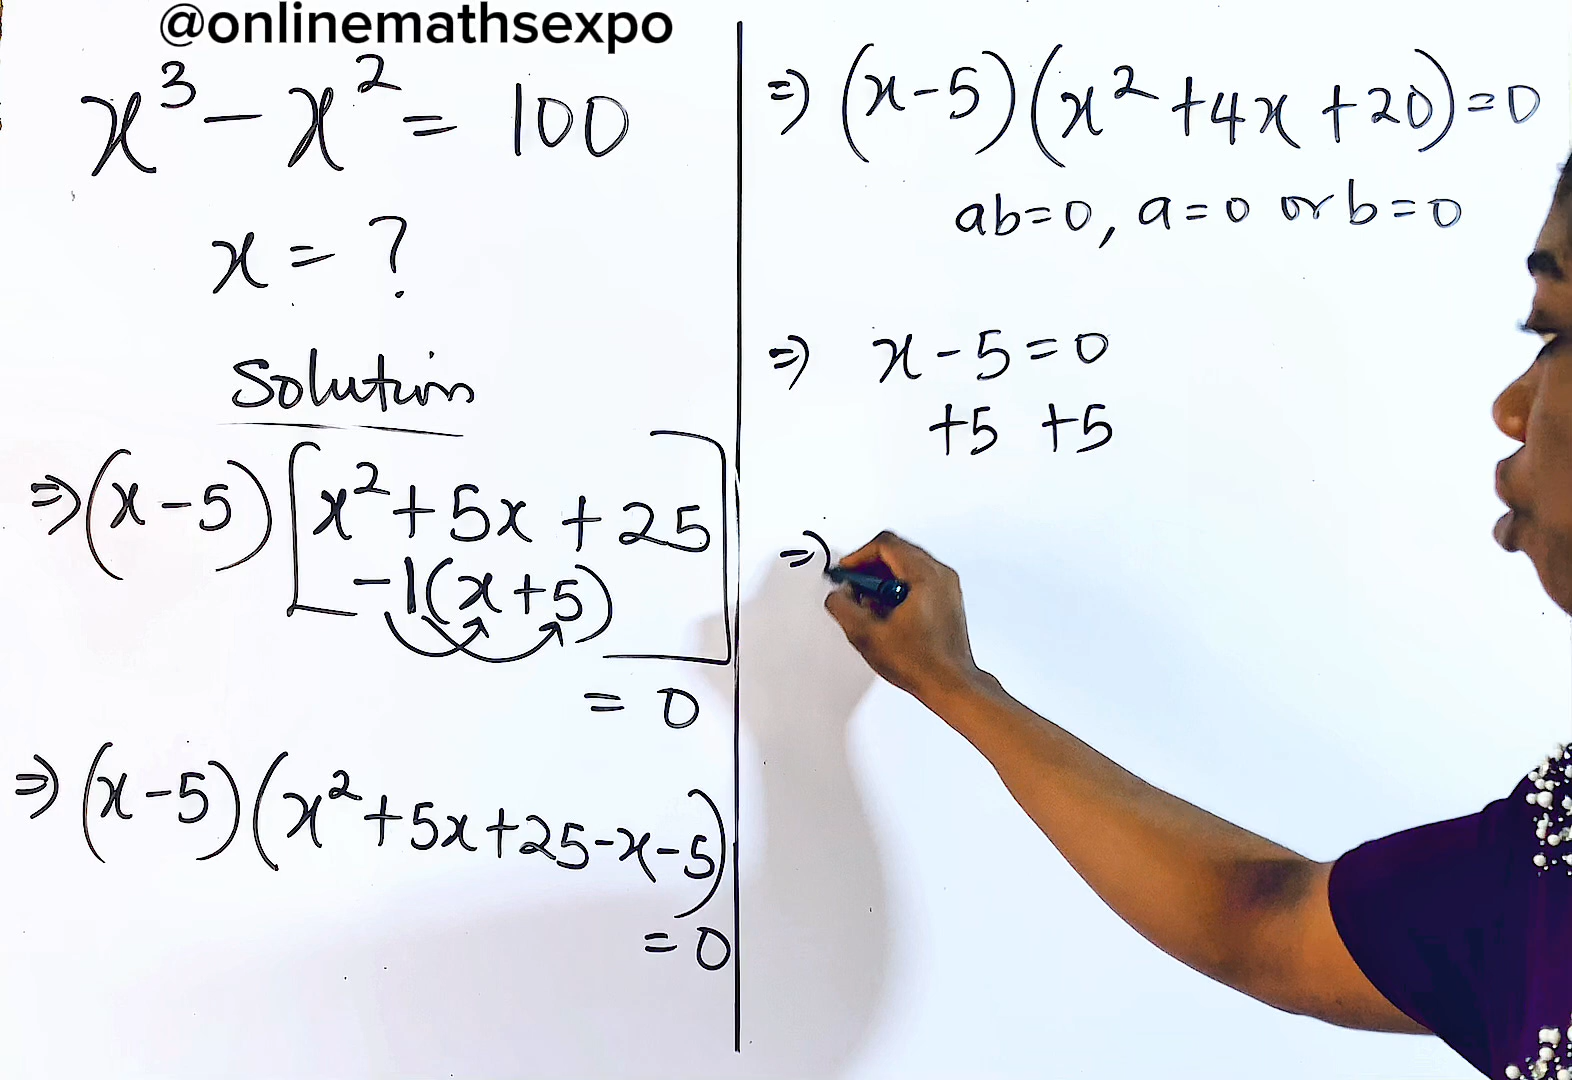 @onlinemathsexpo
x³ - x² = 100
x = ?
Solution
⇒ (x-5) [x² + 5x + 25
-1(x+5)]
= 0
⇒ (x-5)(x²+5x+25-x-5)
= 0
⇒ (x-5)(x²+4x+20)=0
ab=0, a=0 or b=0
⇒ x-5=0
+5 +5
⇒